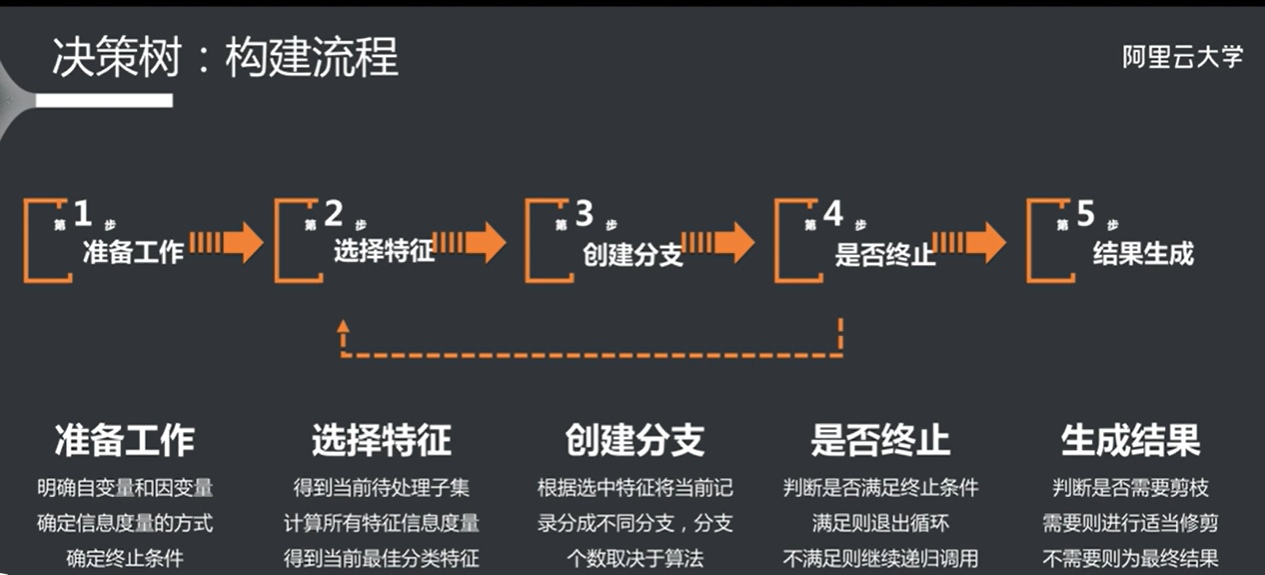 决策树：构建流程
阿里云大学
第1步
准备工作
第2步
选择特征
第3步
创建分支
第4步
是否终止
第5步
结果生成
准备工作
明确自变量和因变量
确定信息度量的方式
确定终止条件
选择特征
得到当前待处理子集
计算所有特征信息度量
得到当前最佳分类特征
创建分支
根据选中特征将当前记
录分成不同分支，分支
个数取决于算法
是否终止
判断是否满足终止条件
满足则退出循环
不满足则继续递归调用
生成结果
判断是否需要剪枝
需要则进行适当修剪
不需要则为最终结果